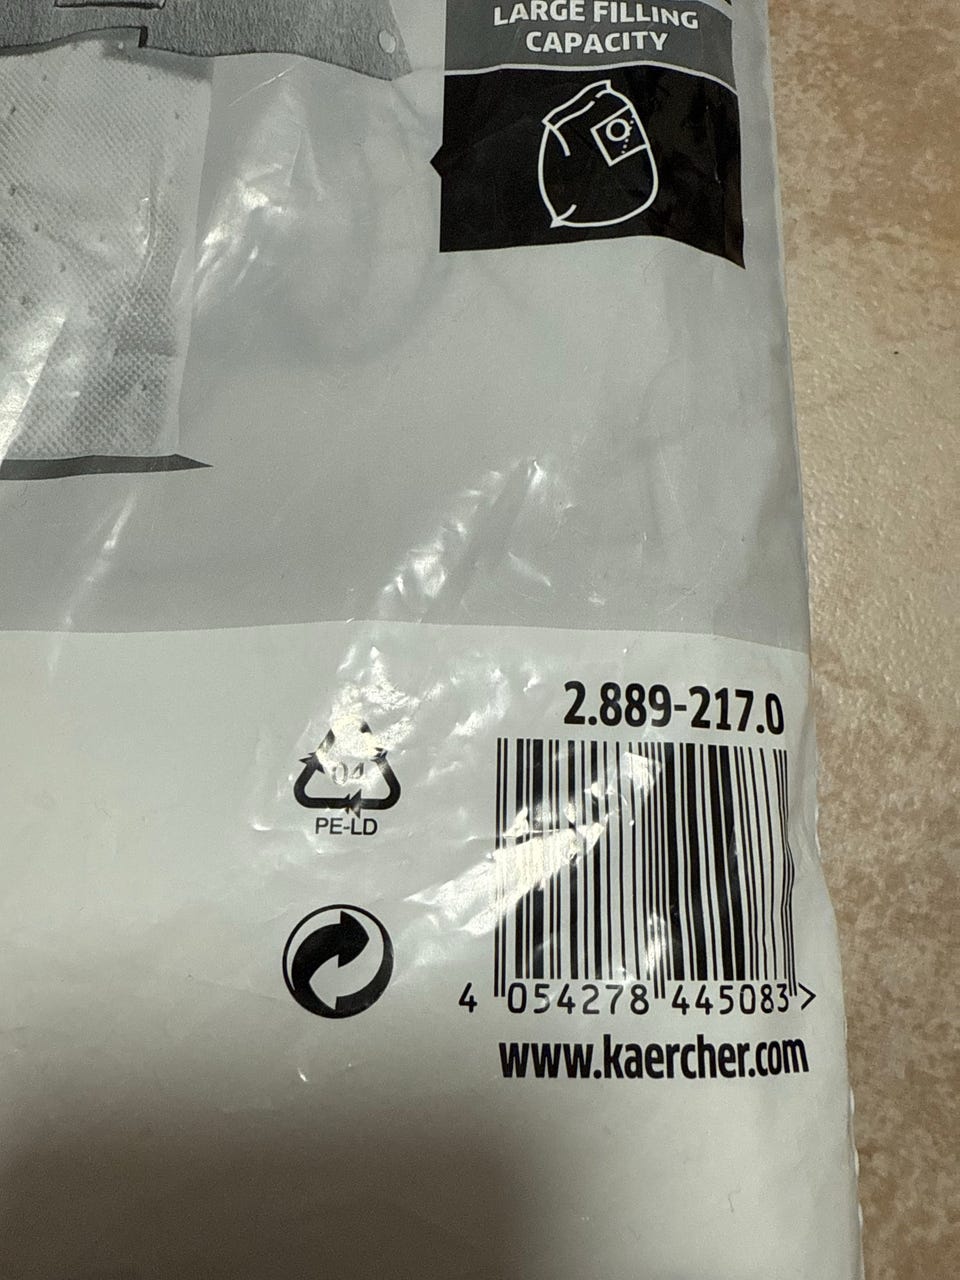 LARGE FILLING
CAPACITY
2.889-217.0
04
PE-LD
4 054278 445083 >
www.kaercher.com